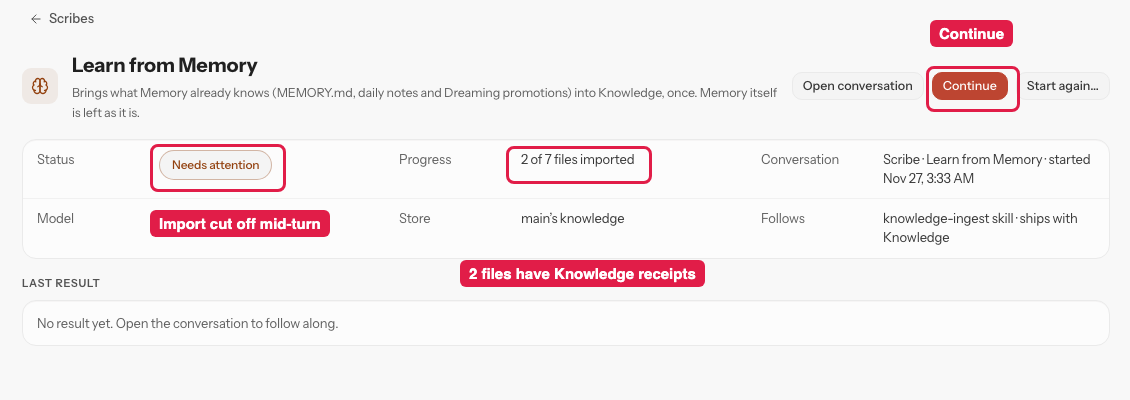 ← Scribes
Continue
Learn from Memory
Brings what Memory already knows (MEMORY.md, daily notes and Dreaming promotions) into Knowledge, once. Memory itself
is left as it is.
Open conversation
Continue
Start again...
Status
Needs attention
Progress
2 of 7 files imported
Conversation
Scribe · Learn from Memory · started
Nov 27, 3:33 AM
Model
Import cut off mid-turn
Store
main's knowledge
Follows
knowledge-ingest skill · ships with
Knowledge
2 files have Knowledge receipts
LAST RESULT
No result yet. Open the conversation to follow along.